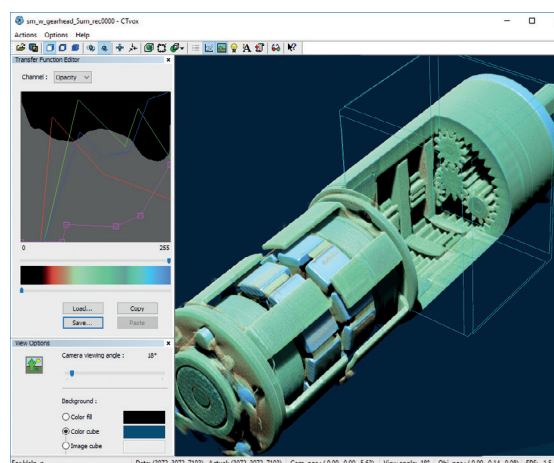 sm_w_gearhead_5um_rec0000 - CTvox
Actions Options Help
Transfer Function Editor
Channel : Opacity
0 255
Load... Copy
Save... Paste
View Options
Camera viewing angle : 18°
Background :
Color fill
Color cube
Image cube